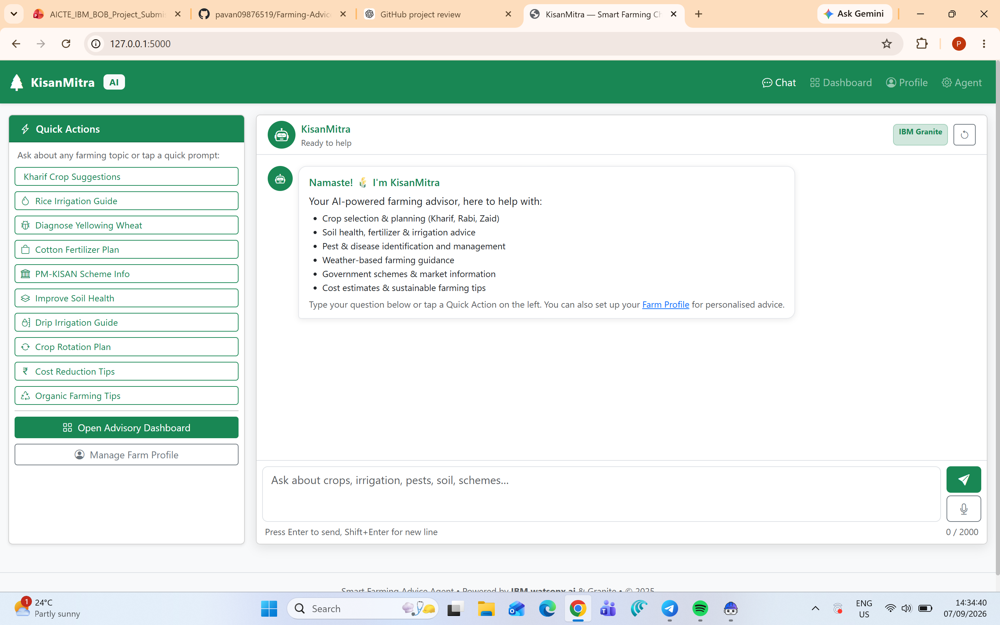 AICTE_IBM_BOB_Project_Submis
pavan09876519/Farming-Advice
GitHub project review
KisanMitra — Smart Farming Ch
Ask Gemini
127.0.0.1:5000
P
KisanMitra AI
Chat
Dashboard
Profile
Agent
Quick Actions
Ask about any farming topic or tap a quick prompt:
Kharif Crop Suggestions
Rice Irrigation Guide
Diagnose Yellowing Wheat
Cotton Fertilizer Plan
PM-KISAN Scheme Info
Improve Soil Health
Drip Irrigation Guide
Crop Rotation Plan
₹ Cost Reduction Tips
Organic Farming Tips
Open Advisory Dashboard
Manage Farm Profile
KisanMitra
Ready to help
IBM Granite
Namaste! 🌾 I'm KisanMitra
Your AI-powered farming advisor, here to help with:
• Crop selection & planning (Kharif, Rabi, Zaid)
• Soil health, fertilizer & irrigation advice
• Pest & disease identification and management
• Weather-based farming guidance
• Government schemes & market information
• Cost estimates & sustainable farming tips
Type your question below or tap a Quick Action on the left. You can also set up your Farm Profile for personalised advice.
Ask about crops, irrigation, pests, soil, schemes...
Press Enter to send, Shift+Enter for new line
0 / 2000
Smart Farming Advice Agent • Powered by IBM watsonx.ai & Granite • © 2025
1
24°C
Partly sunny
Search
ENG
US
14:34:40
07/09/2026